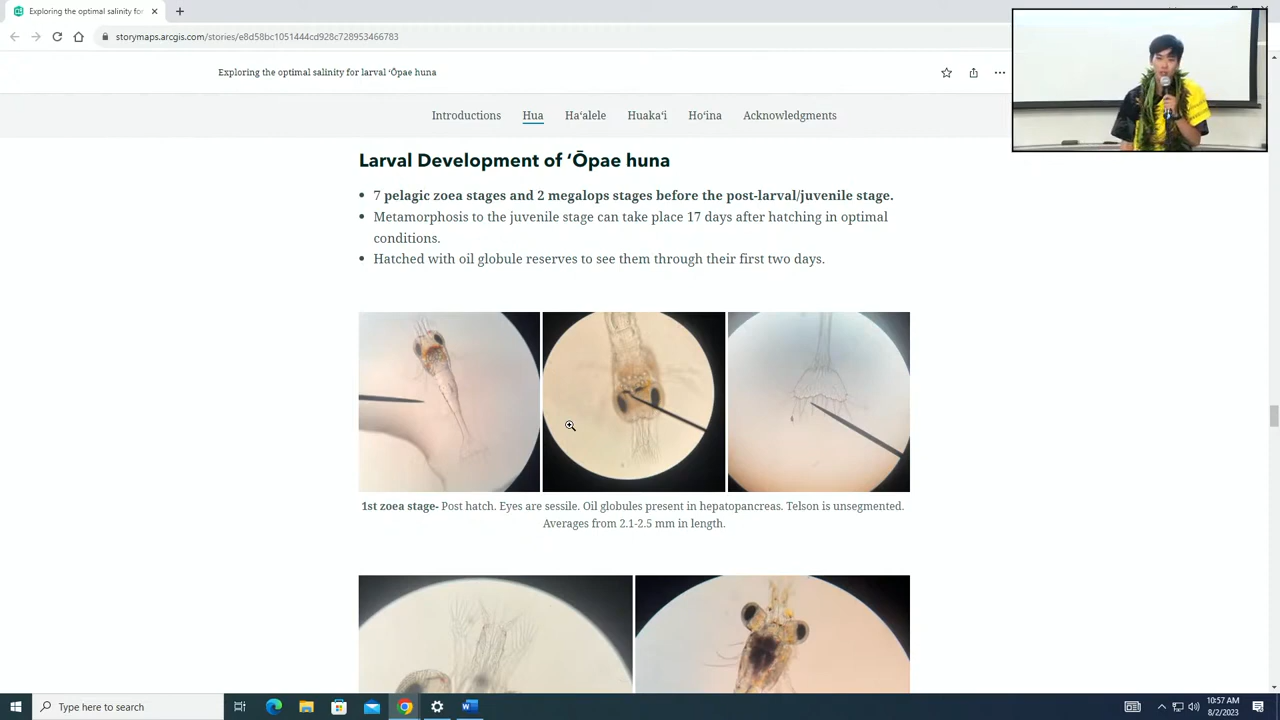 Exploring the optimal salinity for
storymaps.arcgis.com/stories/e8d58bc1051444cd928c728953466783
Exploring the optimal salinity for larval ʻŌpae huna
Introductions Hua Haʻalele Huakaʻi Hoʻina Acknowledgments
Larval Development of ʻŌpae huna
• 7 pelagic zoea stages and 2 megalops stages before the post-larval/juvenile stage.
• Metamorphosis to the juvenile stage can take place 17 days after hatching in optimal
conditions.
• Hatched with oil globule reserves to see them through their first two days.
1st zoea stage- Post hatch. Eyes are sessile. Oil globules present in hepatopancreas. Telson is unsegmented.
Averages from 2.1-2.5 mm in length.
Type here to search
10:57 AM
8/2/2023